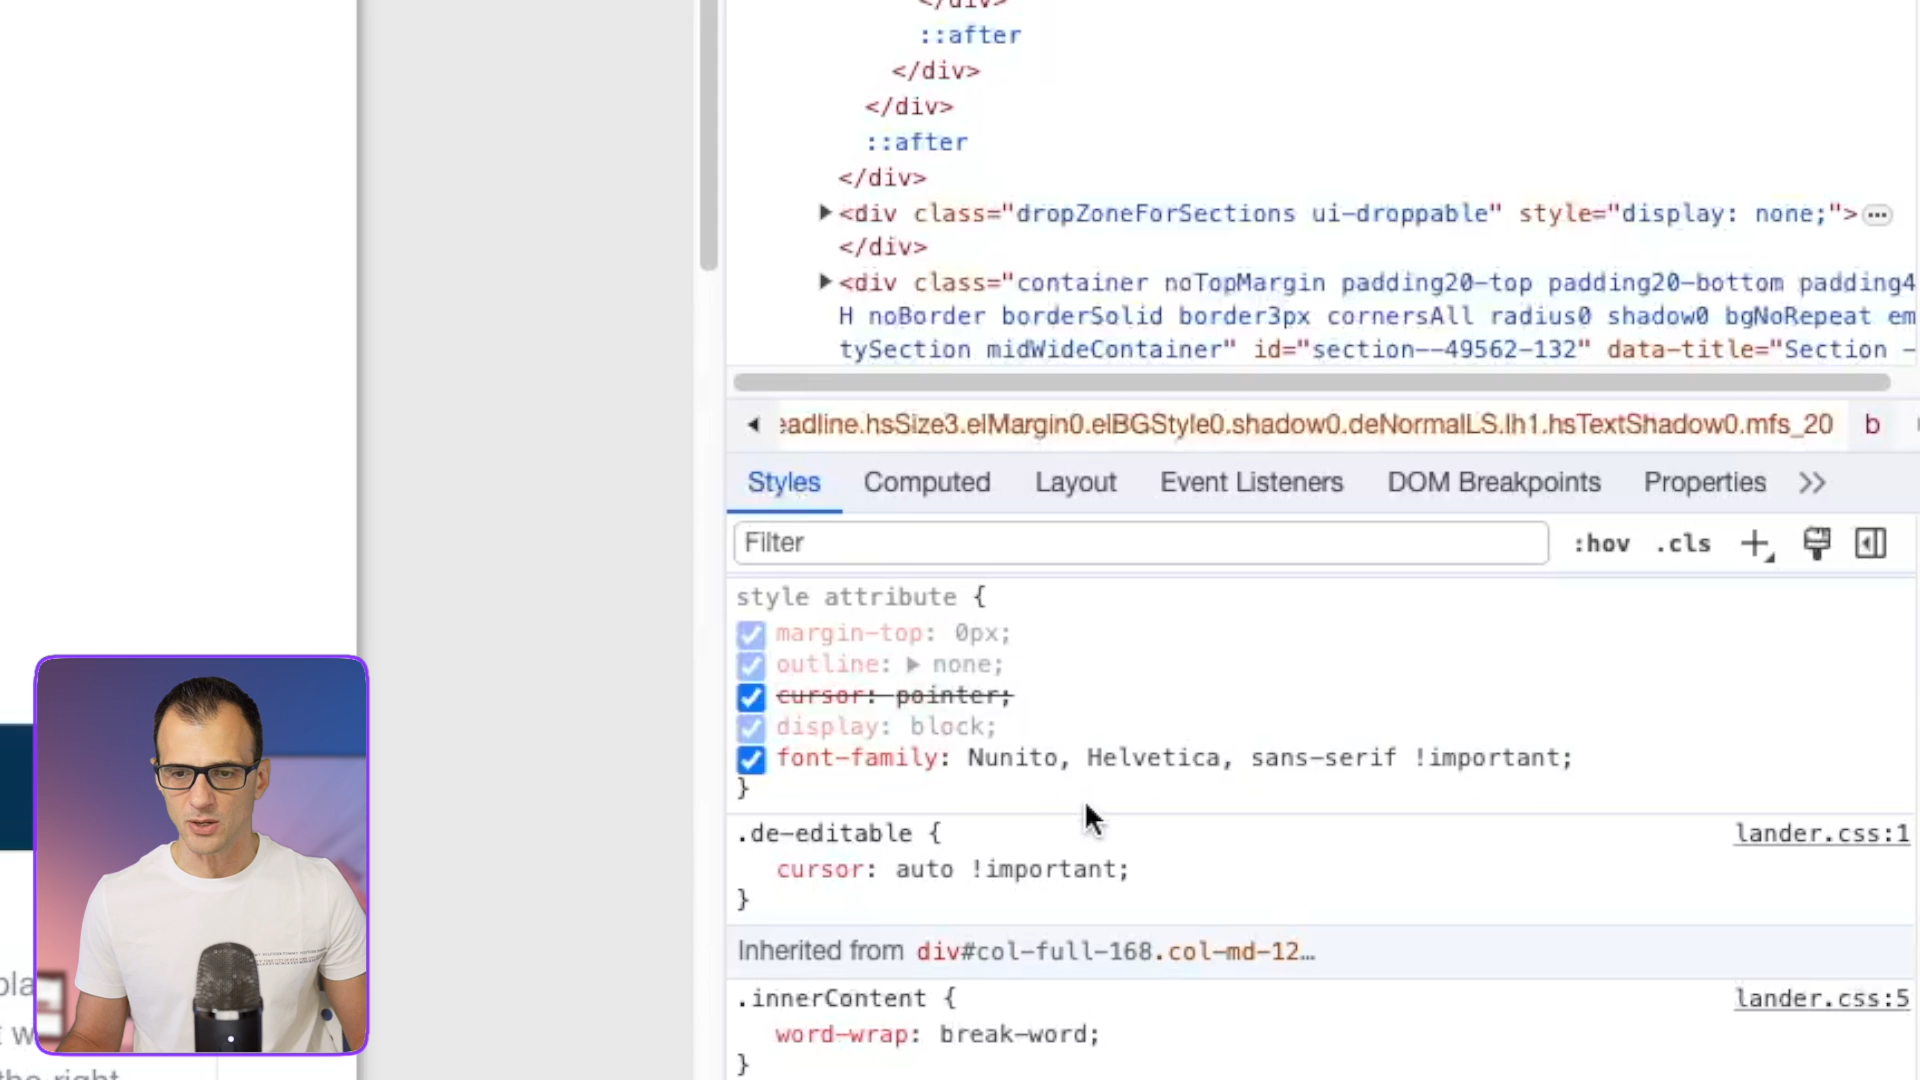 </div>
::after
</div>
</div>
::after
</div>
<div class="dropZoneForSections ui-droppable" style="display: none;">
</div>
<div class="container noTopMargin padding20-top padding20-bottom padding4
H noBorder borderSolid border3px cornersAll radius0 shadow0 bgNoRepeat em
tySection midWideContainer" id="section--49562-132" data-title="Section -
eadline.hsSize3.elMargin0.elBGStyle0.shadow0.deNormalLS.lh1.hsTextShadow0.mfs_20 b
Styles Computed Layout Event Listeners DOM Breakpoints Properties >>
Filter :hov .cls
style attribute {
margin-top: 0px;
outline: none;
cursor: pointer;
display: block;
font-family: Nunito, Helvetica, sans-serif !important;
}
.de-editable { lander.css:1
cursor: auto !important;
}
Inherited from div#col-full-168.col-md-12…
.innerContent { lander.css:5
word-wrap: break-word;
}
the right